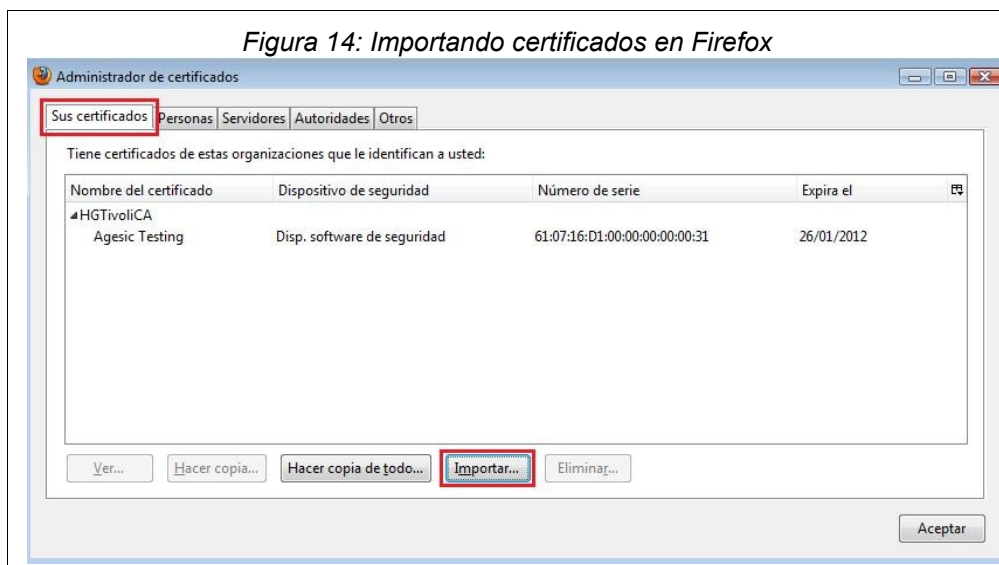 Figura 14: Importando certificados en Firefox
Administrador de certificados
Sus certificados Personas Servidores Autoridades Otros
Tiene certificados de estas organizaciones que le identifican a usted:
Nombre del certificado Dispositivo de seguridad Número de serie Expira el
HGTivoliCA
Agesic Testing Disp. software de seguridad 61:07:16:D1:00:00:00:00:00:31 26/01/2012
Ver... Hacer copia... Hacer copia de todo... Importar... Eliminar...
Aceptar